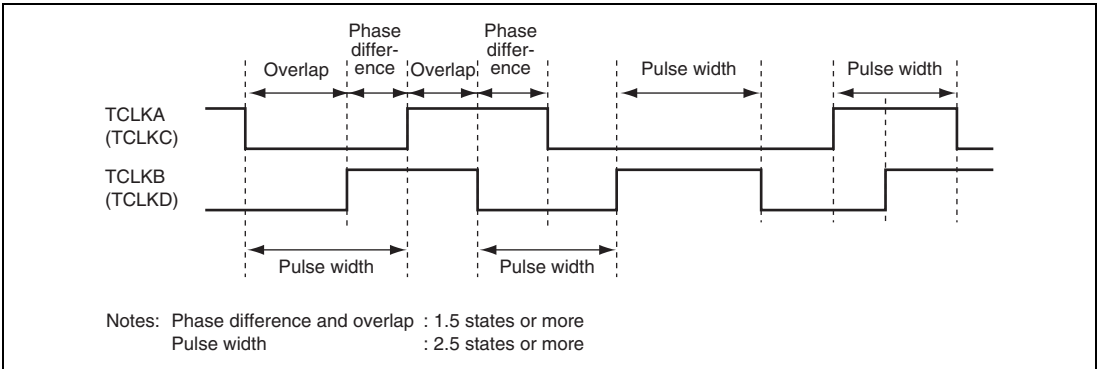 Phase
differ-
ence
Phase
differ-
ence
Overlap
Overlap
Pulse width
Pulse width
TCLKA
(TCLKC)
TCLKB
(TCLKD)
Pulse width
Pulse width
Notes: Phase difference and overlap : 1.5 states or more
Pulse width : 2.5 states or more